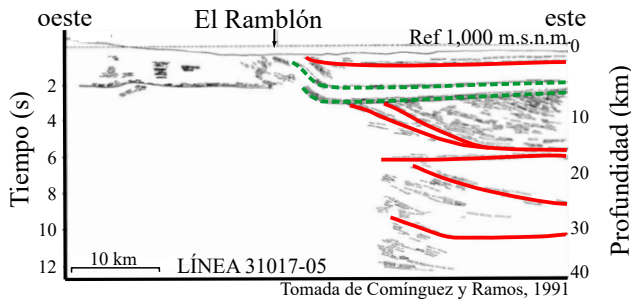 oeste
El Ramblón
este
Ref 1,000 m.s.n.m.
0
2
4
6
8
10
12
Tiempo (s)
0
10
20
30
40
Profundidad (km)
10 km
LÍNEA 31017-05
Tomada de Comínguez y Ramos, 1991